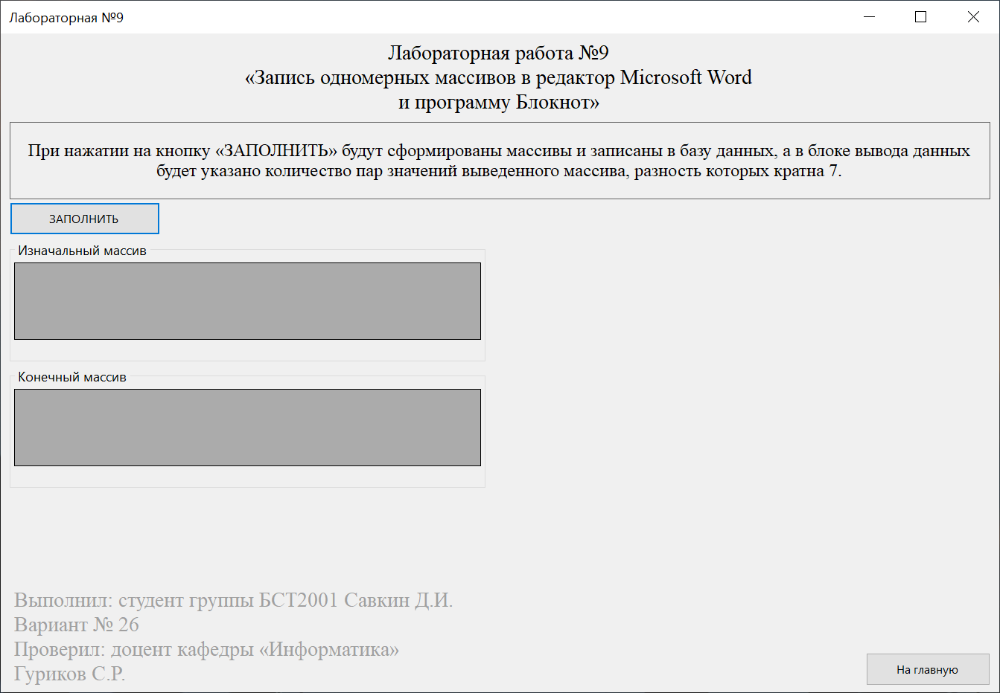 Лабораторная №9
Лабораторная работа №9
«Запись одномерных массивов в редактор Microsoft Word
и программу Блокнот»
При нажатии на кнопку «ЗАПОЛНИТЬ» будут сформированы массивы и записаны в базу данных, а в блоке вывода данных
будет указано количество пар значений выведенного массива, разность которых кратна 7.
ЗАПОЛНИТЬ
Изначальный массив
Конечный массив
Выполнил: студент группы БСТ2001 Савкин Д.И.
Вариант № 26
Проверил: доцент кафедры «Информатика»
Гуриков С.Р.
На главную